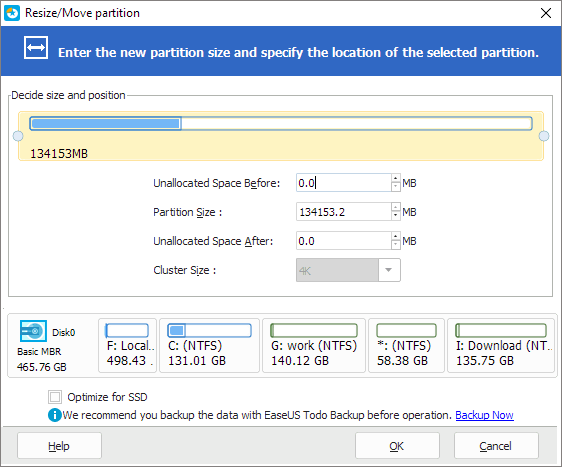 Resize/Move partition
Enter the new partition size and specify the location of the selected partition.
Decide size and position
134153MB
Unallocated Space Before: 0.0 MB
Partition Size : 134153.2 MB
Unallocated Space After: 0.0 MB
Cluster Size : 4K
Disk0
Basic MBR
465.76 GB
F: Local...
498.43 ...
C: (NTFS)
131.01 GB
G: work (NTFS)
140.12 GB
*: (NTFS)
58.38 GB
I: Download (NT...
135.75 GB
Optimize for SSD
We recommend you backup the data with EaseUS Todo Backup before operation. Backup Now
Help OK Cancel